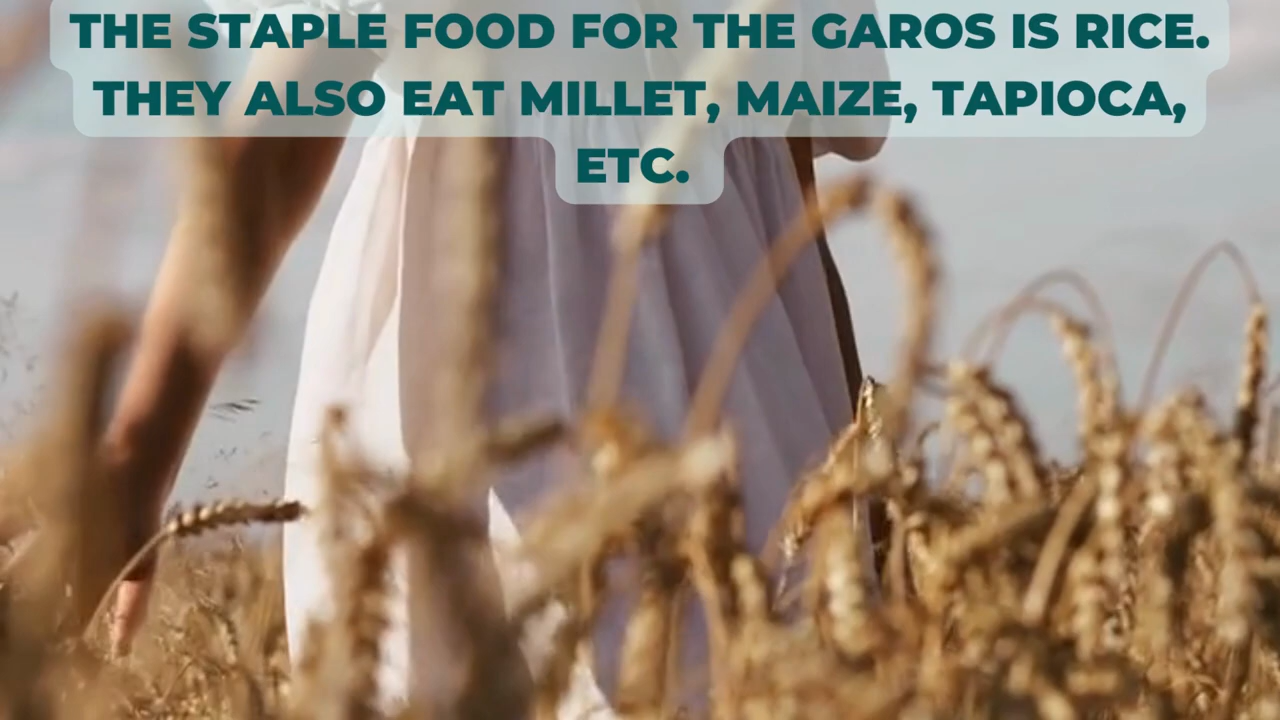 THE STAPLE FOOD FOR THE GAROS IS RICE.
THEY ALSO EAT MILLET, MAIZE, TAPIOCA,
ETC.